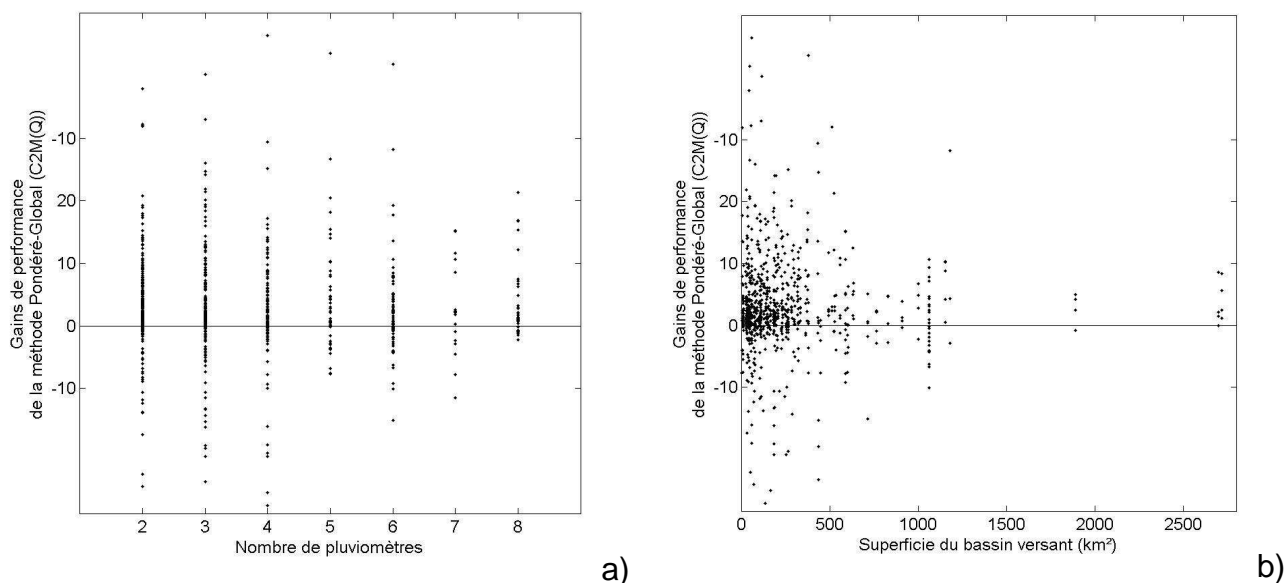 Gains de performance
de la méthode Pondéré-Global (C2M(Q))
-10
20
10
0
-10
2 3 4 5 6 7 8
Nombre de pluviomètres
a)
Gains de performance
de la méthode Pondéré-Global (C2M(Q))
-10
20
10
0
-10
0 500 1000 1500 2000 2500
Superficie du bassin versant (km²)
b)